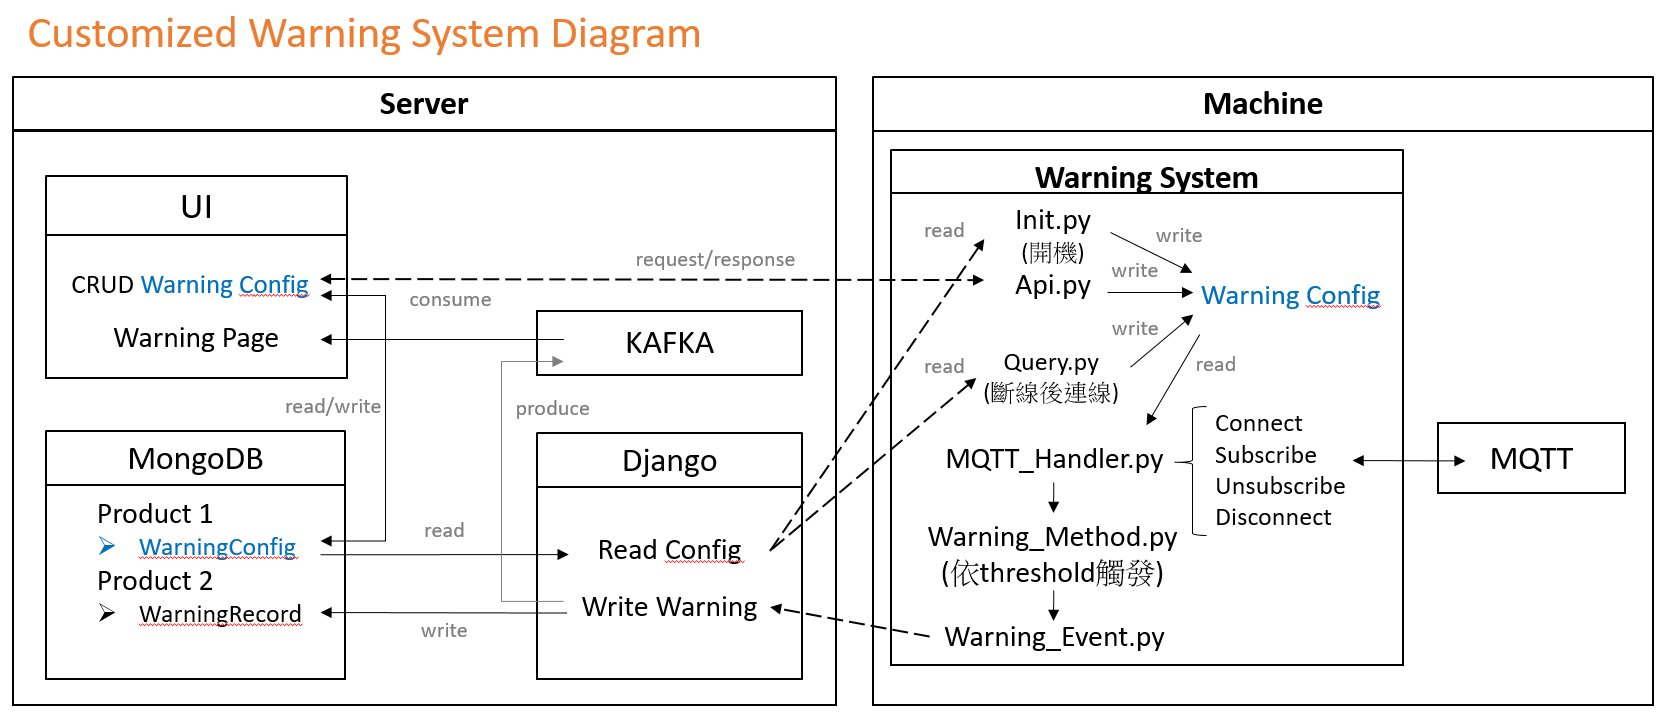 Customized Warning System Diagram
Server
UI
CRUD Warning Config
Warning Page
request/response
consume
KAFKA
read/write
produce
MongoDB
Product 1
WarningConfig
Product 2
WarningRecord
read
write
Django
Read Config
Write Warning
Machine
Warning System
read
Init.py
(開機)
write
Api.py
write
Warning Config
write
read
Query.py
(斷線後連線)
read
MQTT_Handler.py
Connect
Subscribe
Unsubscribe
Disconnect
MQTT
Warning_Method.py
(依threshold觸發)
Warning_Event.py